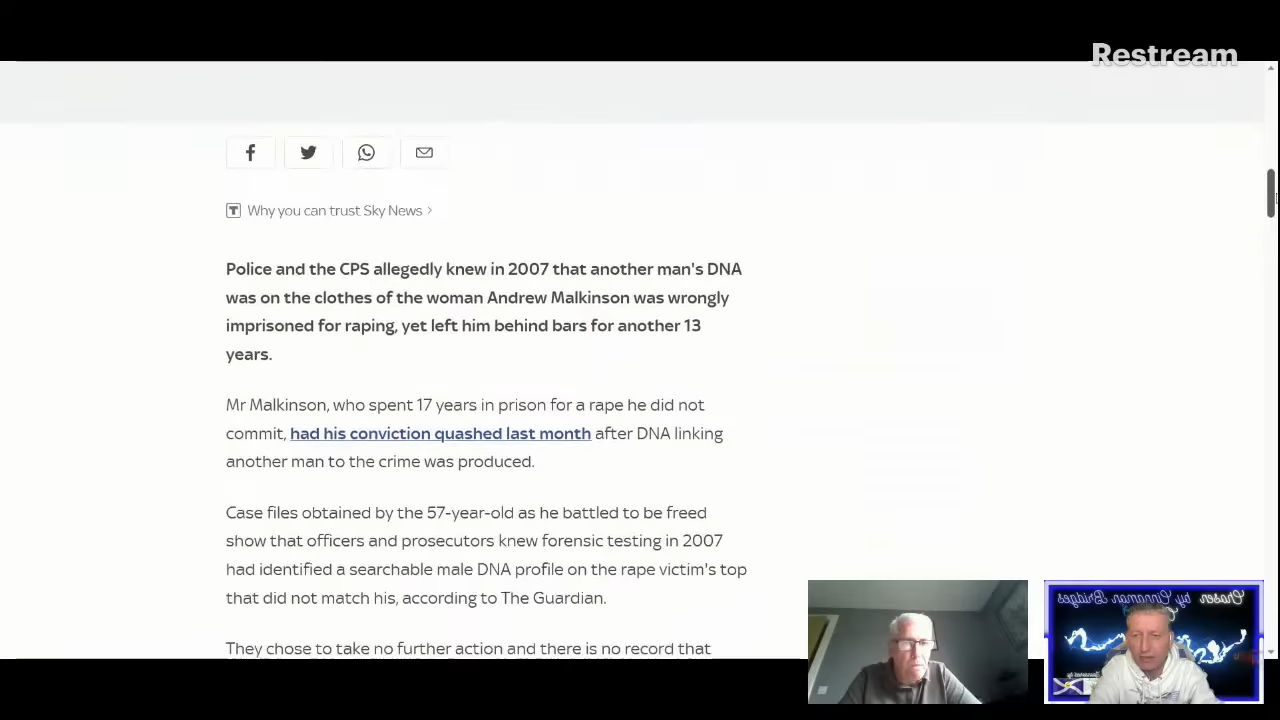 Restream
Why you can trust Sky News
Police and the CPS allegedly knew in 2007 that another man's DNA
was on the clothes of the woman Andrew Malkinson was wrongly
imprisoned for raping, yet left him behind bars for another 13
years.
Mr Malkinson, who spent 17 years in prison for a rape he did not
commit, had his conviction quashed last month after DNA linking
another man to the crime was produced.
Case files obtained by the 57-year-old as he battled to be freed
show that officers and prosecutors knew forensic testing in 2007
had identified a searchable male DNA profile on the rape victim's top
that did not match his, according to The Guardian.
They chose to take no further action and there is no record that
by Cinnamon Bridges